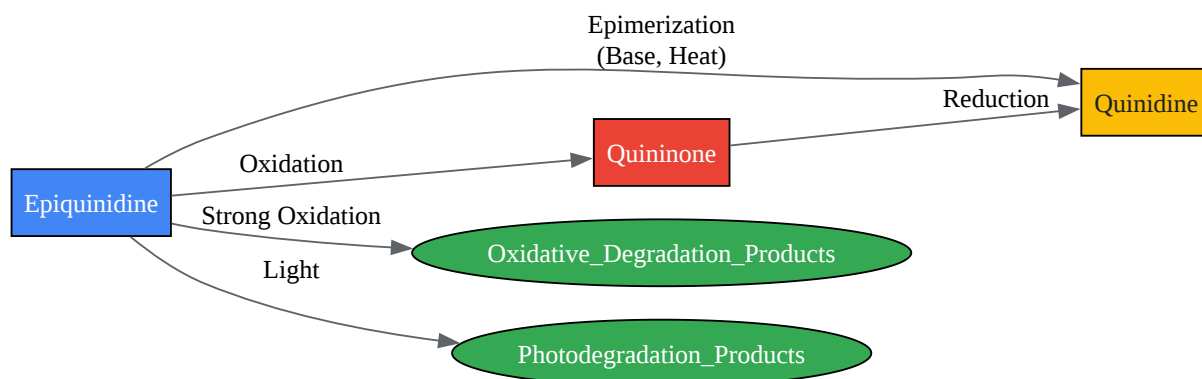 Epimerization
(Base, Heat)
Reduction
Quinidine
Quininone
Oxidation
Epiquinidine
Strong Oxidation
Oxidative_Degradation_Products
Light
Photodegradation_Products